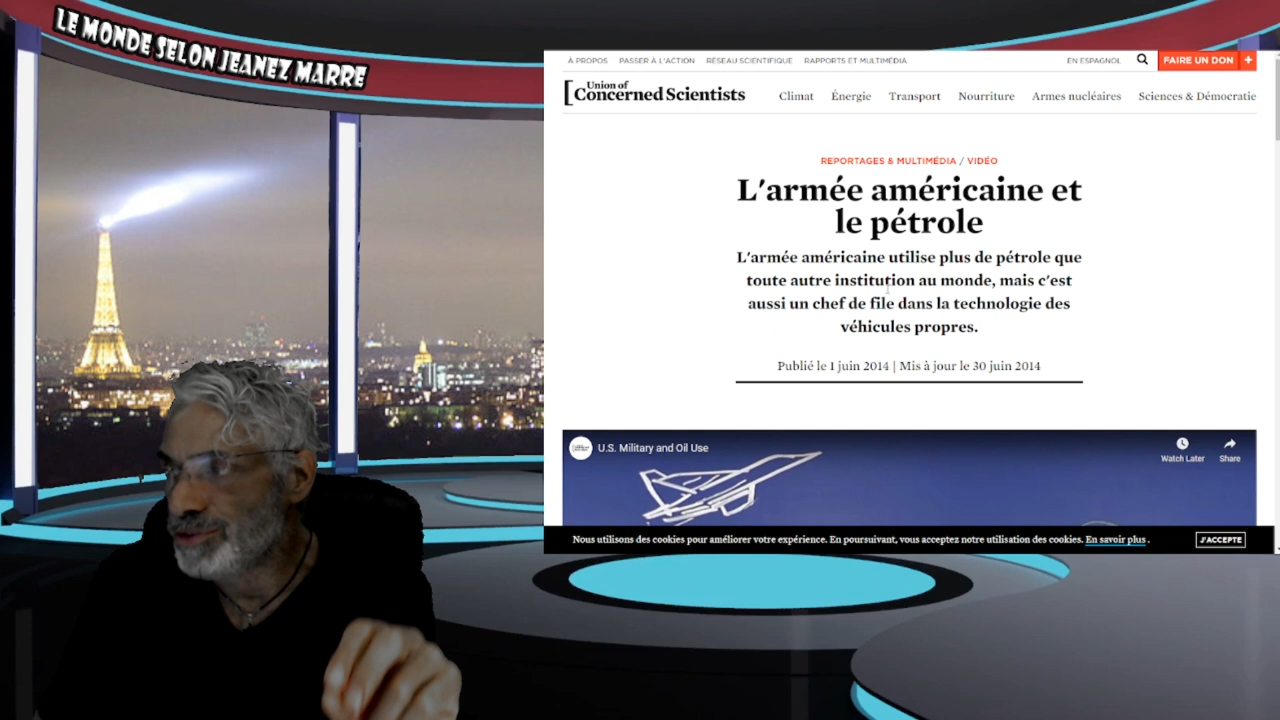 LE MONDE SELON JEANEZ MARRE
À PROPOS PASSER À L'ACTION RÉSEAU SCIENTIFIQUE RAPPORTS ET MULTIMÉDIA EN ESPAGNOL FAIRE UN DON +
Union of
Concerned Scientists
Climat Énergie Transport Nourriture Armes nucléaires Sciences & Démocratie
REPORTAGES & MULTIMÉDIA / VIDÉO
L'armée américaine et
le pétrole
L'armée américaine utilise plus de pétrole que
toute autre institution au monde, mais c'est
aussi un chef de file dans la technologie des
véhicules propres.
Publié le 1 juin 2014 | Mis à jour le 30 juin 2014
U.S. Military and Oil Use
Watch Later Share
Nous utilisons des cookies pour améliorer votre expérience. En poursuivant, vous acceptez notre utilisation des cookies. En savoir plus . J'ACCEPTE